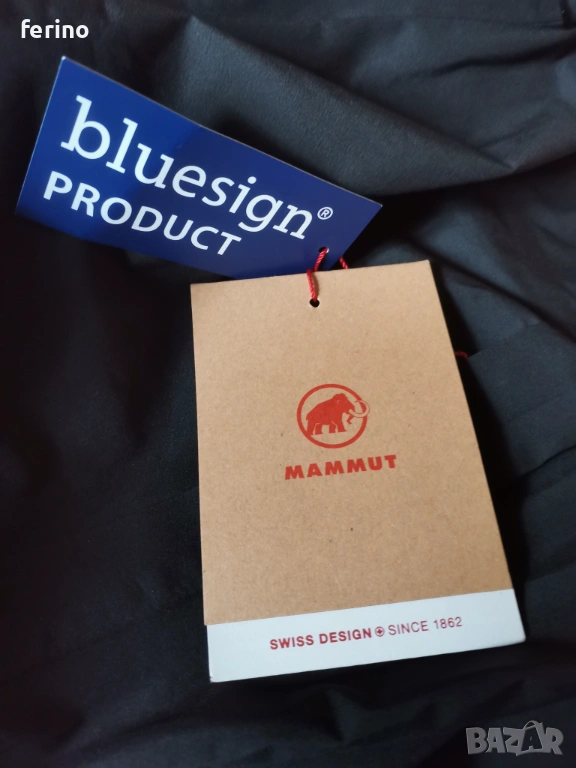 ferino
bluesign®
PRODUCT
MAMMUT
SWISS DESIGN SINCE 1862
BAZAR